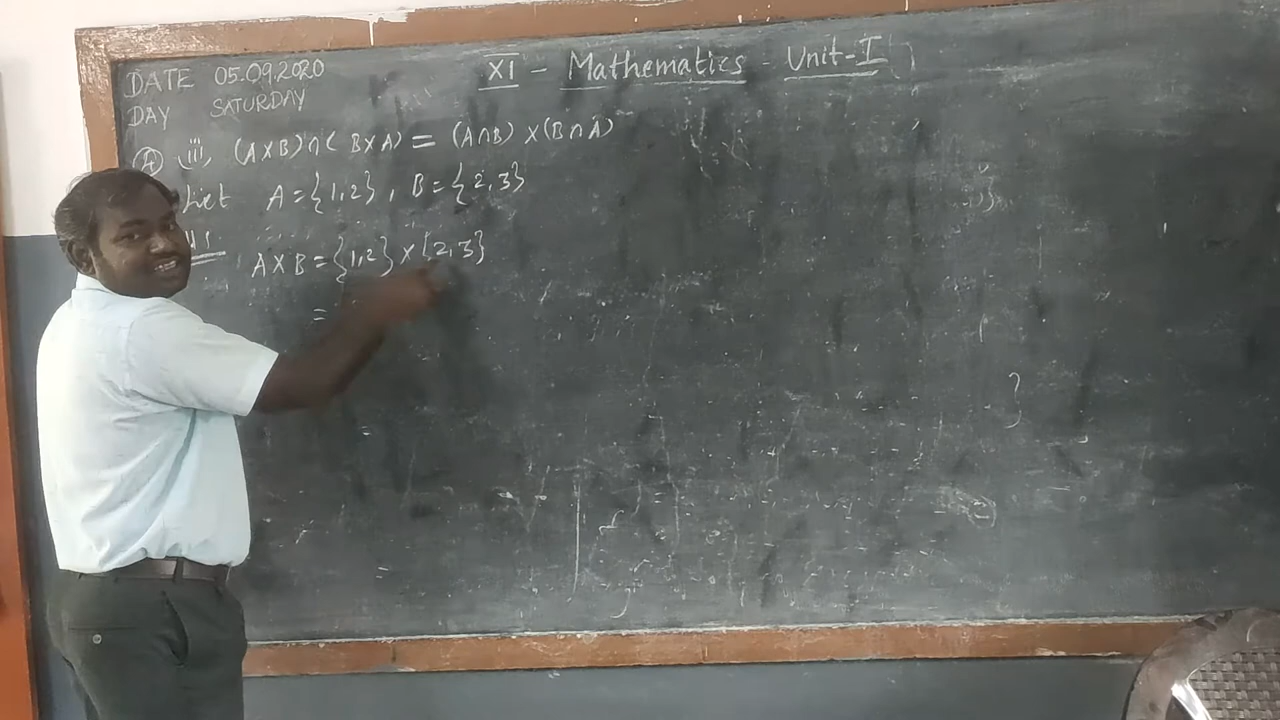 DATE 05.09.2020
DAY SATURDAY
XI - Mathematics - Unit-I
④ iii, (A×B)∩(B×A) = (A∩B) ×(B∩A)
Let A={1,2}, B={2,3}
A×B={1,2}×{2,3}
=